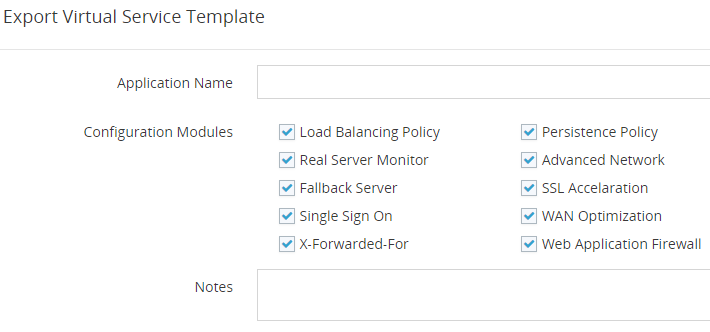 Export Virtual Service Template
Application Name
Configuration Modules
Load Balancing Policy
Persistence Policy
Real Server Monitor
Advanced Network
Fallback Server
SSL Accelaration
Single Sign On
WAN Optimization
X-Forwarded-For
Web Application Firewall
Notes